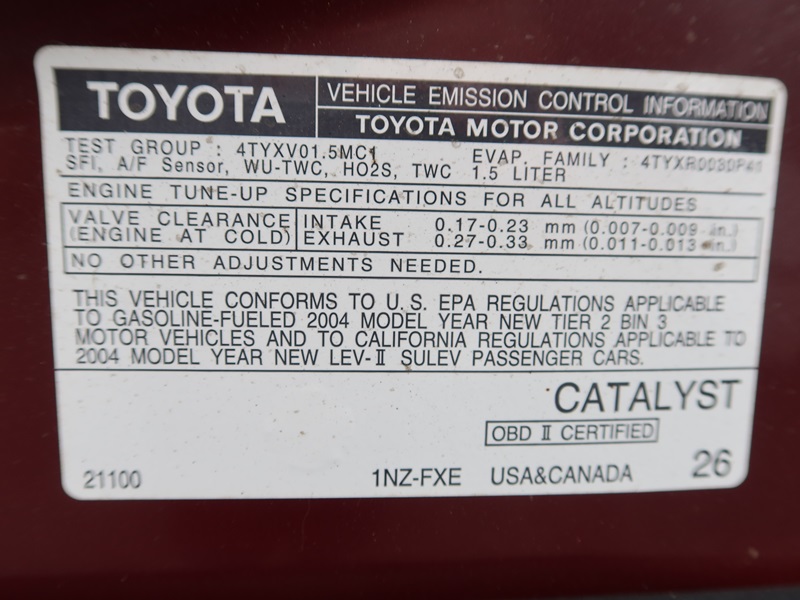 TOYOTA
VEHICLE EMISSION CONTROL INFORMATION
TOYOTA MOTOR CORPORATION
TEST GROUP : 4TYXV01.5MC1 EVAP. FAMILY : 4TYXR0030P41
SFI, A/F Sensor, WU-TWC, HO2S, TWC 1.5 LITER
ENGINE TUNE-UP SPECIFICATIONS FOR ALL ALTITUDES
VALVE CLEARANCE INTAKE 0.17-0.23 mm (0.007-0.009 in.)
(ENGINE AT COLD) EXHAUST 0.27-0.33 mm (0.011-0.013 in.)
NO OTHER ADJUSTMENTS NEEDED.
THIS VEHICLE CONFORMS TO U.S. EPA REGULATIONS APPLICABLE
TO GASOLINE-FUELED 2004 MODEL YEAR NEW TIER 2 BIN 3
MOTOR VEHICLES AND TO CALIFORNIA REGULATIONS APPLICABLE TO
2004 MODEL YEAR NEW LEV-II SULEV PASSENGER CARS.
CATALYST
OBD II CERTIFIED
21100 1NZ-FXE USA&CANADA 26